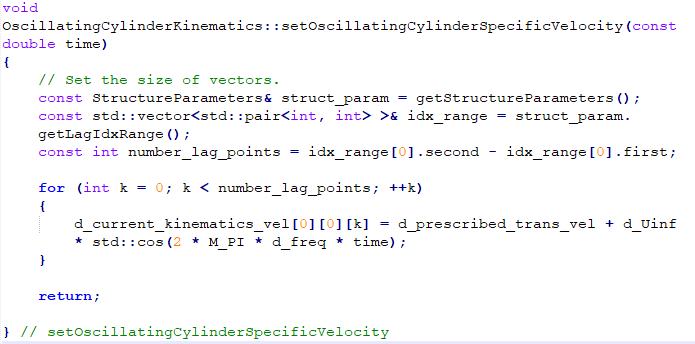 void
OscillatingCylinderKinematics::setOscillatingCylinderSpecificVelocity(const
double time)
{
    // Set the size of vectors.
    const StructureParameters& struct_param = getStructureParameters();
    const std::vector<std::pair<int, int> >& idx_range = struct_param.
    getLagIdxRange();
    const int number_lag_points = idx_range[0].second - idx_range[0].first;

    for (int k = 0; k < number_lag_points; ++k)
    {
        d_current_kinematics_vel[0][0][k] = d_prescribed_trans_vel + d_Uinf
        * std::cos(2 * M_PI * d_freq * time);
    }

    return;

} // setOscillatingCylinderSpecificVelocity